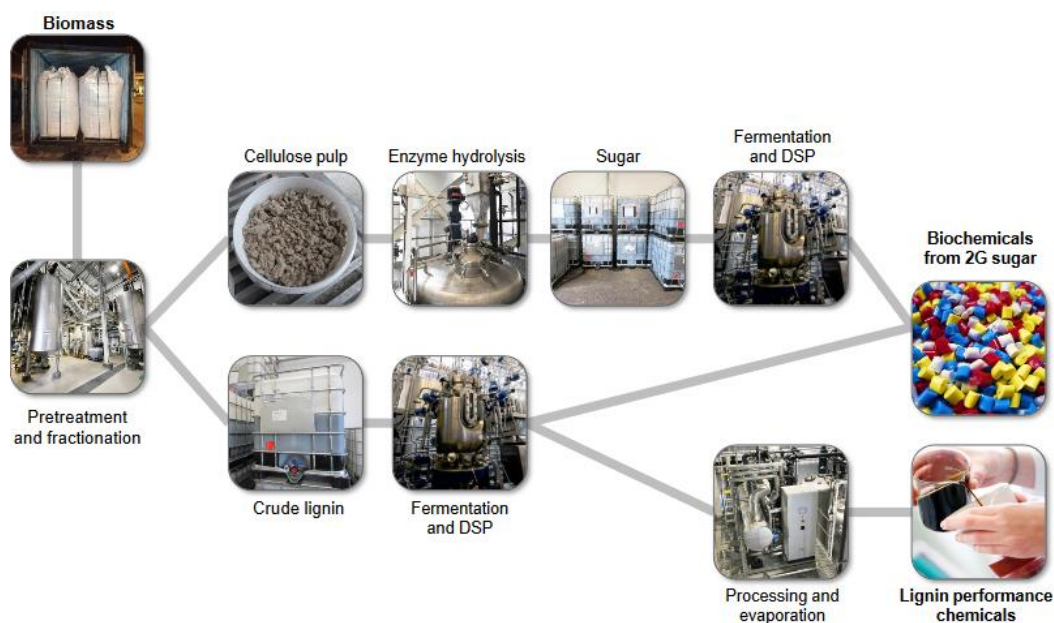 Biomass
Cellulose pulp
Enzyme hydrolysis
Sugar
Fermentation
and DSP
Biochemicals
from 2G sugar
Pretreatment
and fractionation
Crude lignin
Fermentation
and DSP
Processing and
evaporation
Lignin performance
chemicals